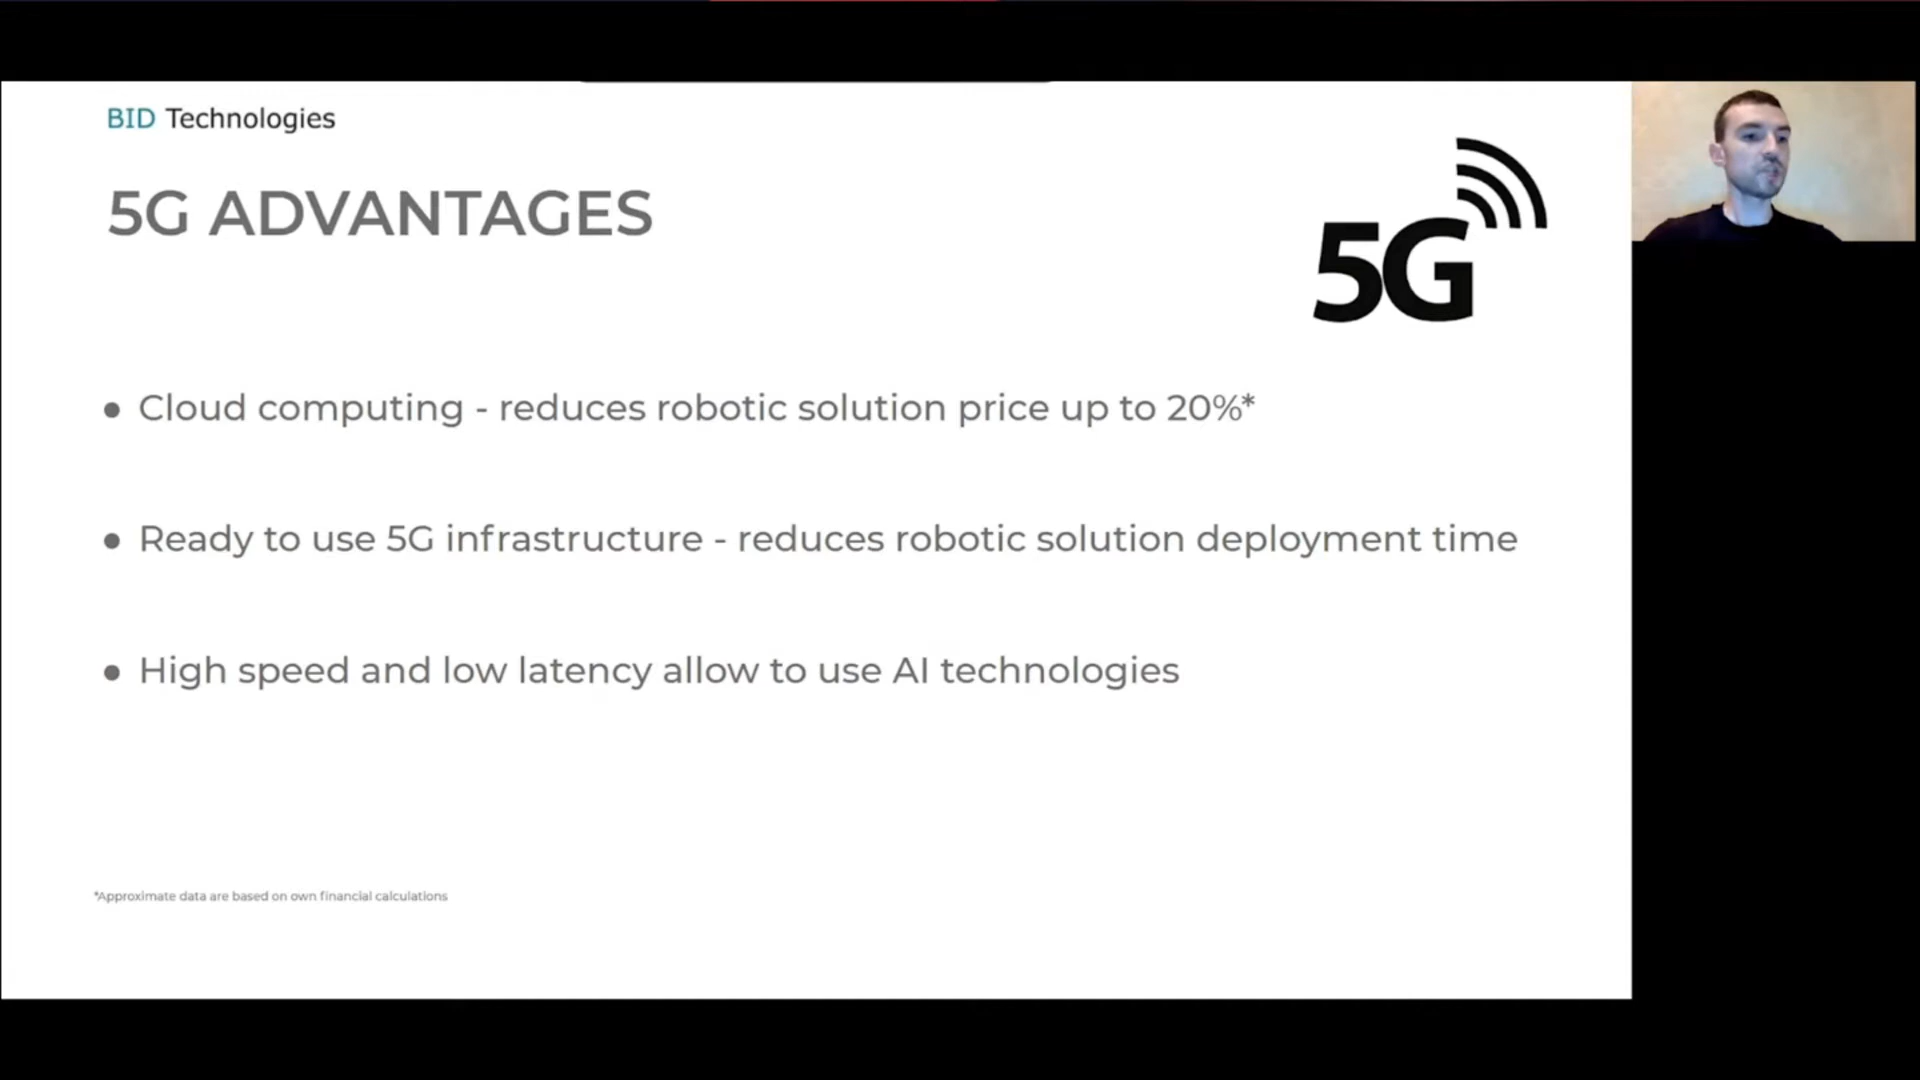 BID Technologies
5G ADVANTAGES
5G
● Cloud computing - reduces robotic solution price up to 20%*
● Ready to use 5G infrastructure - reduces robotic solution deployment time
● High speed and low latency allow to use AI technologies
*Approximate data are based on own financial calculations